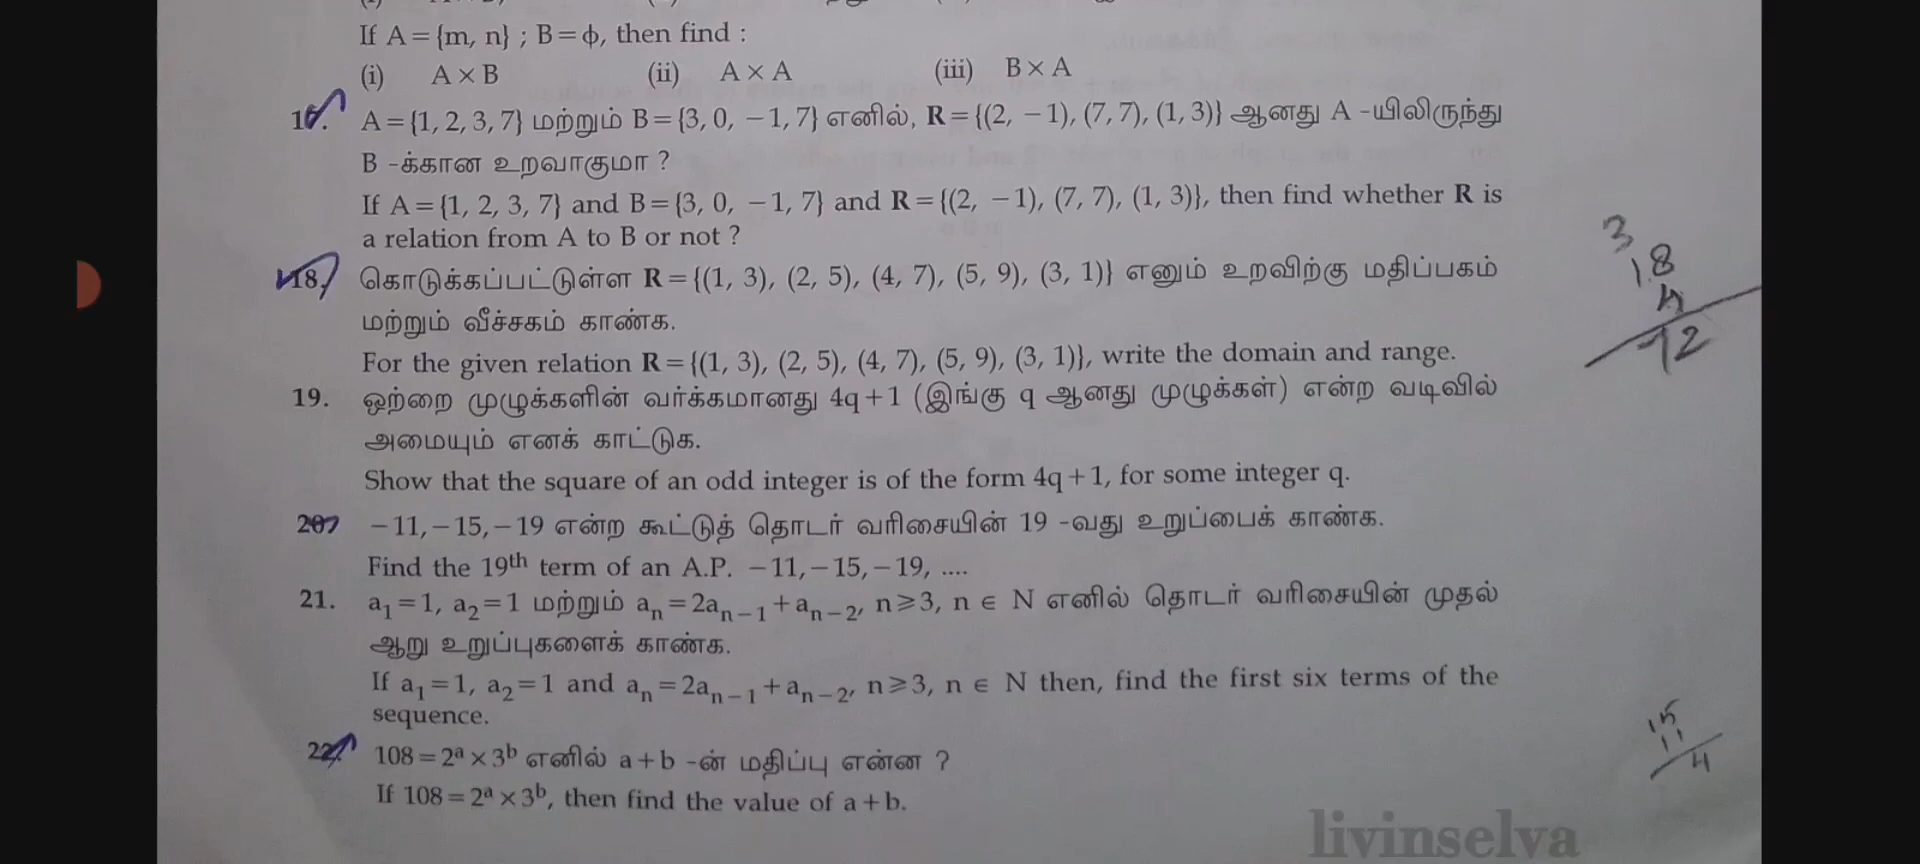 If A = {m, n} ; B = ϕ, then find :
(i) A × B (ii) A × A (iii) B × A
17. A = {1, 2, 3, 7} மற்றும் B = {3, 0, −1, 7} எனில், R = {(2, −1), (7, 7), (1, 3)} ஆனது A -யிலிருந்து
B -க்கான உறவாகுமா ?
If A = {1, 2, 3, 7} and B = {3, 0, −1, 7} and R = {(2, −1), (7, 7), (1, 3)}, then find whether R is
a relation from A to B or not ?
18. கொடுக்கப்பட்டுள்ள R = {(1, 3), (2, 5), (4, 7), (5, 9), (3, 1)} எனும் உறவிற்கு மதிப்பகம்
மற்றும் வீச்சகம் காண்க.
For the given relation R = {(1, 3), (2, 5), (4, 7), (5, 9), (3, 1)}, write the domain and range.
19. ஒற்றை முழுக்களின் வர்க்கமானது 4q + 1 (இங்கு q ஆனது முழுக்கள்) என்ற வடிவில்
அமையும் எனக் காட்டுக.
Show that the square of an odd integer is of the form 4q + 1, for some integer q.
20. −11, −15, −19 என்ற கூட்டுத் தொடர் வரிசையின் 19 -வது உறுப்பைக் காண்க.
Find the 19th term of an A.P. −11, −15, −19, ....
21. a₁ = 1, a₂ = 1 மற்றும் aₙ = 2aₙ₋₁ + aₙ₋₂, n ⩾ 3, n ∈ N எனில் தொடர் வரிசையின் முதல்
ஆறு உறுப்புகளைக் காண்க.
If a₁ = 1, a₂ = 1 and aₙ = 2aₙ₋₁ + aₙ₋₂, n ⩾ 3, n ∈ N then, find the first six terms of the
sequence.
22. 108 = 2ᵃ × 3ᵇ எனில் a + b -ன் மதிப்பு என்ன ?
If 108 = 2ᵃ × 3ᵇ, then find the value of a + b.
3
18
4
72
15
11
4
livinselva